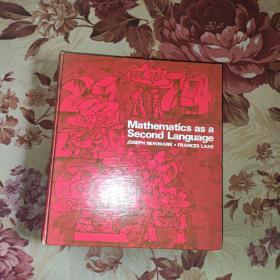 Mathematics as a
Second Language
JOSEPH NEWMARK • FRANCES LAKE